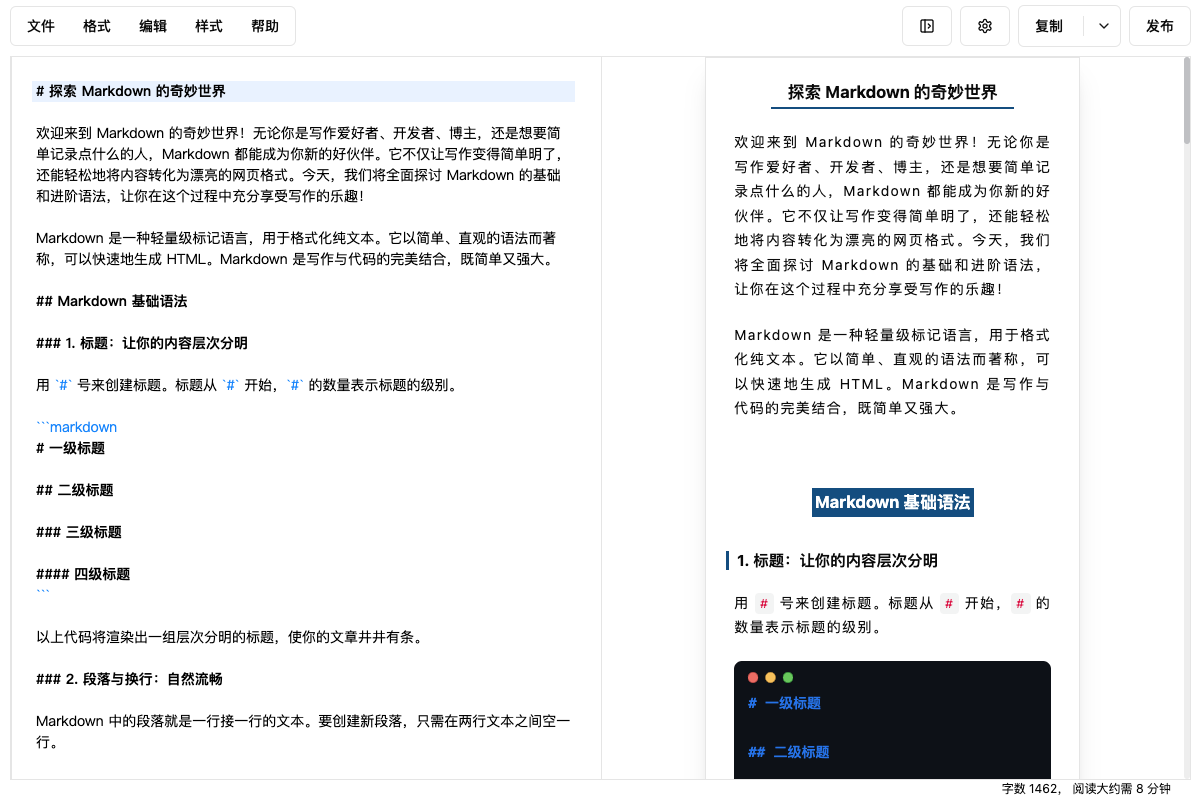 文件 格式 编辑 样式 帮助 复制 发布
# 探索 Markdown 的奇妙世界
欢迎来到 Markdown 的奇妙世界！无论你是写作爱好者、开发者、博主，还是想要简
单记录点什么的人，Markdown 都能成为你新的好伙伴。它不仅让写作变得简单明了，
还能轻松地将内容转化为漂亮的网页格式。今天，我们将全面探讨 Markdown 的基础
和进阶语法，让你在这个过程中充分享受写作的乐趣！
Markdown 是一种轻量级标记语言，用于格式化纯文本。它以简单、直观的语法而著
称，可以快速地生成 HTML。Markdown 是写作与代码的完美结合，既简单又强大。
## Markdown 基础语法
### 1. 标题：让你的内容层次分明
用 `#` 号来创建标题。标题从 `#` 开始，`#` 的数量表示标题的级别。
```markdown
# 一级标题
## 二级标题
### 三级标题
#### 四级标题
```
以上代码将渲染出一组层次分明的标题，使你的文章井井有条。
### 2. 段落与换行：自然流畅
Markdown 中的段落就是一行接一行的文本。要创建新段落，只需在两行文本之间空一
行。
探索 Markdown 的奇妙世界
欢迎来到 Markdown 的奇妙世界！无论你是
写作爱好者、开发者、博主，还是想要简单记
录点什么的人，Markdown 都能成为你新的好
伙伴。它不仅让写作变得简单明了，还能轻松
地将内容转化为漂亮的网页格式。今天，我们
将全面探讨 Markdown 的基础和进阶语法，
让你在这个过程中充分享受写作的乐趣！
Markdown 是一种轻量级标记语言，用于格式
化纯文本。它以简单、直观的语法而著称，可
以快速地生成 HTML。Markdown 是写作与
代码的完美结合，既简单又强大。
Markdown 基础语法
1. 标题：让你的内容层次分明
用 # 号来创建标题。标题从 # 开始，# 的
数量表示标题的级别。
# 一级标题
## 二级标题
字数 1462， 阅读大约需 8 分钟